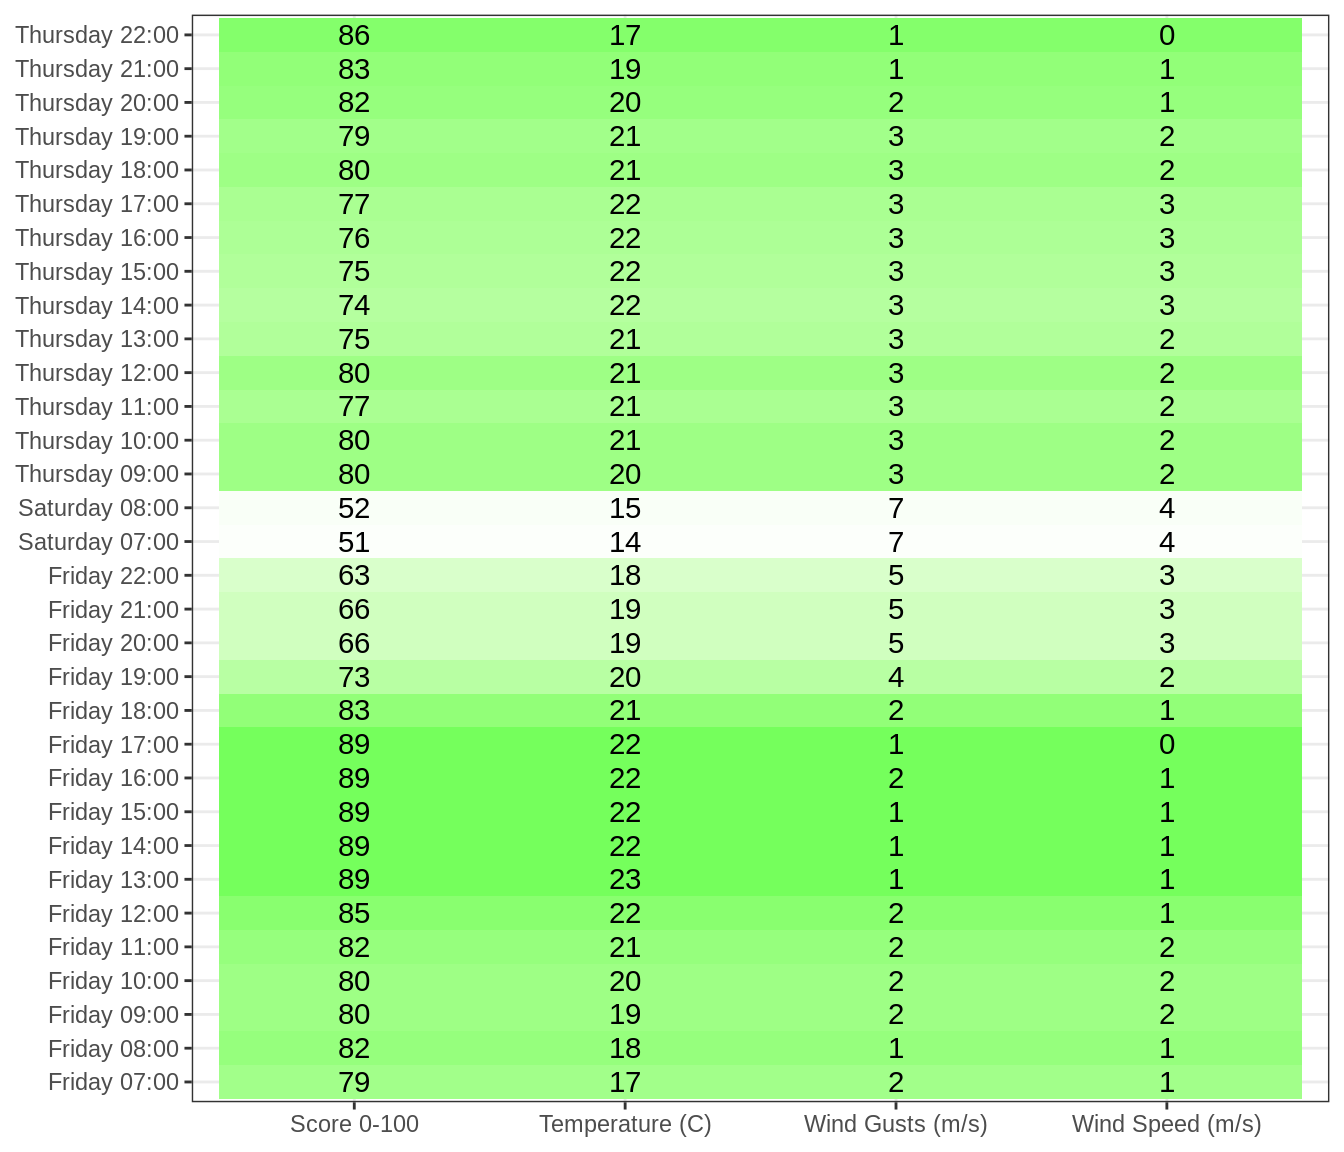 Thursday 22:00 86 17 1 0
Thursday 21:00 83 19 1 1
Thursday 20:00 82 20 2 1
Thursday 19:00 79 21 3 2
Thursday 18:00 80 21 3 2
Thursday 17:00 77 22 3 3
Thursday 16:00 76 22 3 3
Thursday 15:00 75 22 3 3
Thursday 14:00 74 22 3 3
Thursday 13:00 75 21 3 2
Thursday 12:00 80 21 3 2
Thursday 11:00 77 21 3 2
Thursday 10:00 80 21 3 2
Thursday 09:00 80 20 3 2
Saturday 08:00 52 15 7 4
Saturday 07:00 51 14 7 4
Friday 22:00 63 18 5 3
Friday 21:00 66 19 5 3
Friday 20:00 66 19 5 3
Friday 19:00 73 20 4 2
Friday 18:00 83 21 2 1
Friday 17:00 89 22 1 0
Friday 16:00 89 22 2 1
Friday 15:00 89 22 1 1
Friday 14:00 89 22 1 1
Friday 13:00 89 23 1 1
Friday 12:00 85 22 2 1
Friday 11:00 82 21 2 2
Friday 10:00 80 20 2 2
Friday 09:00 80 19 2 2
Friday 08:00 82 18 1 1
Friday 07:00 79 17 2 1
Score 0-100 Temperature (C) Wind Gusts (m/s) Wind Speed (m/s)